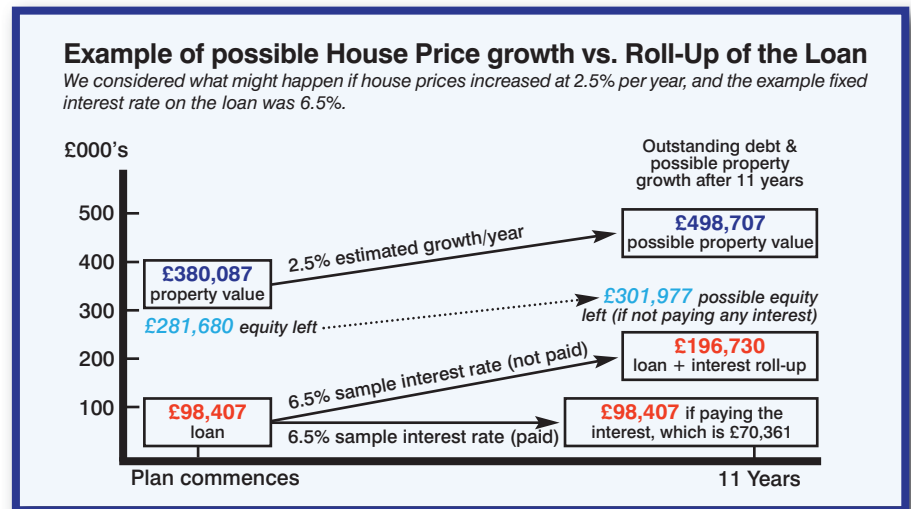 Example of possible House Price growth vs. Roll-Up of the Loan
We considered what might happen if house prices increased at 2.5% per year, and the example fixed
interest rate on the loan was 6.5%.
£000's
Outstanding debt &
possible property
growth after 11 years
500
400
300
200
100
£380,087
property value
2.5% estimated growth/year
£498,707
possible property value
£281,680 equity left
£301,977 possible equity
left (if not paying any interest)
6.5% sample interest rate (not paid)
£196,730
loan + interest roll-up
£98,407
loan
6.5% sample interest rate (paid)
£98,407 if paying the
interest, which is £70,361
Plan commences
11 Years